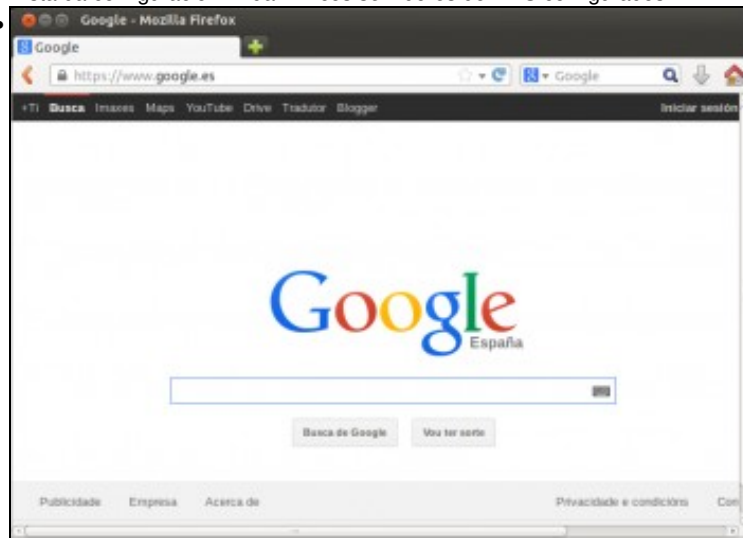 Google - Mozilla Firefox
Google
https://www.google.es
Google
+Ti Busca Imaxes Maps YouTube Drive Tradutor Blogger Iniciar sesión
Google
España
Busca de Google Vou ter sorte
Publicidade Empresa Acerca de Privacidade e condicións Con